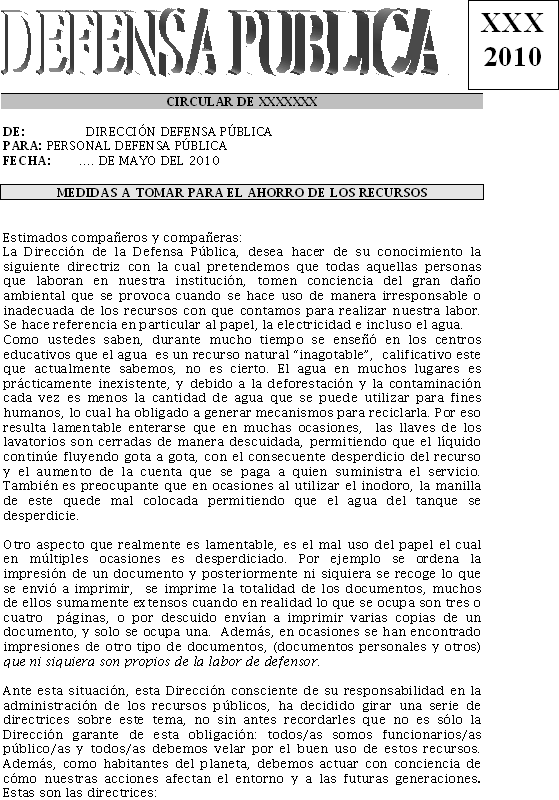 DEFENSA PUBLICA
XXX
2010
CIRCULAR DE XXXXXXX
DE: DIRECCIÓN DEFENSA PÚBLICA
PARA: PERSONAL DEFENSA PÚBLICA
FECHA: .... DE MAYO DEL 2010
MEDIDAS A TOMAR PARA EL AHORRO DE LOS RECURSOS
Estimados compañeros y compañeras:
La Dirección de la Defensa Pública, desea hacer de su conocimiento la
siguiente directriz con la cual pretendemos que todas aquellas personas
que laboran en nuestra institución, tomen conciencia del gran daño
ambiental que se provoca cuando se hace uso de manera irresponsable o
inadecuada de los recursos con que contamos para realizar nuestra labor.
Se hace referencia en particular al papel, la electricidad e incluso el agua.
Como ustedes saben, durante mucho tiempo se enseñó en los centros
educativos que el agua es un recurso natural “inagotable”, calificativo este
que actualmente sabemos, no es cierto. El agua en muchos lugares es
prácticamente inexistente, y debido a la deforestación y la contaminación
cada vez es menos la cantidad de agua que se puede utilizar para fines
humanos, lo cual ha obligado a generar mecanismos para reciclarla. Por eso
resulta lamentable enterarse que en muchas ocasiones, las llaves de los
lavatorios son cerradas de manera descuidada, permitiendo que el líquido
continúe fluyendo gota a gota, con el consecuente desperdicio del recurso
y el aumento de la cuenta que se paga a quien suministra el servicio.
También es preocupante que en ocasiones al utilizar el inodoro, la manilla
de este quede mal colocada permitiendo que el agua del tanque se
desperdicie.
Otro aspecto que realmente es lamentable, es el mal uso del papel el cual
en múltiples ocasiones es desperdiciado. Por ejemplo se ordena la
impresión de un documento y posteriormente ni siquiera se recoge lo que
se envió a imprimir, se imprime la totalidad de los documentos, muchos
de ellos sumamente extensos cuando en realidad lo que se ocupa son tres o
cuatro páginas, o por descuido envían a imprimir varias copias de un
documento, y solo se ocupa una. Además, en ocasiones se han encontrado
impresiones de otro tipo de documentos, (documentos personales y otros)
que ni siquiera son propios de la labor de defensor.
Ante esta situación, esta Dirección consciente de su responsabilidad en la
administración de los recursos públicos, ha decidido girar una serie de
directrices sobre este tema, no sin antes recordarles que no es sólo la
Dirección garante de esta obligación: todos/as somos funcionarios/as
público/as y todos/as debemos velar por el buen uso de estos recursos.
Además, como habitantes del planeta, debemos actuar con conciencia de
cómo nuestras acciones afectan el entorno y a las futuras generaciones.
Estas son las directrices: